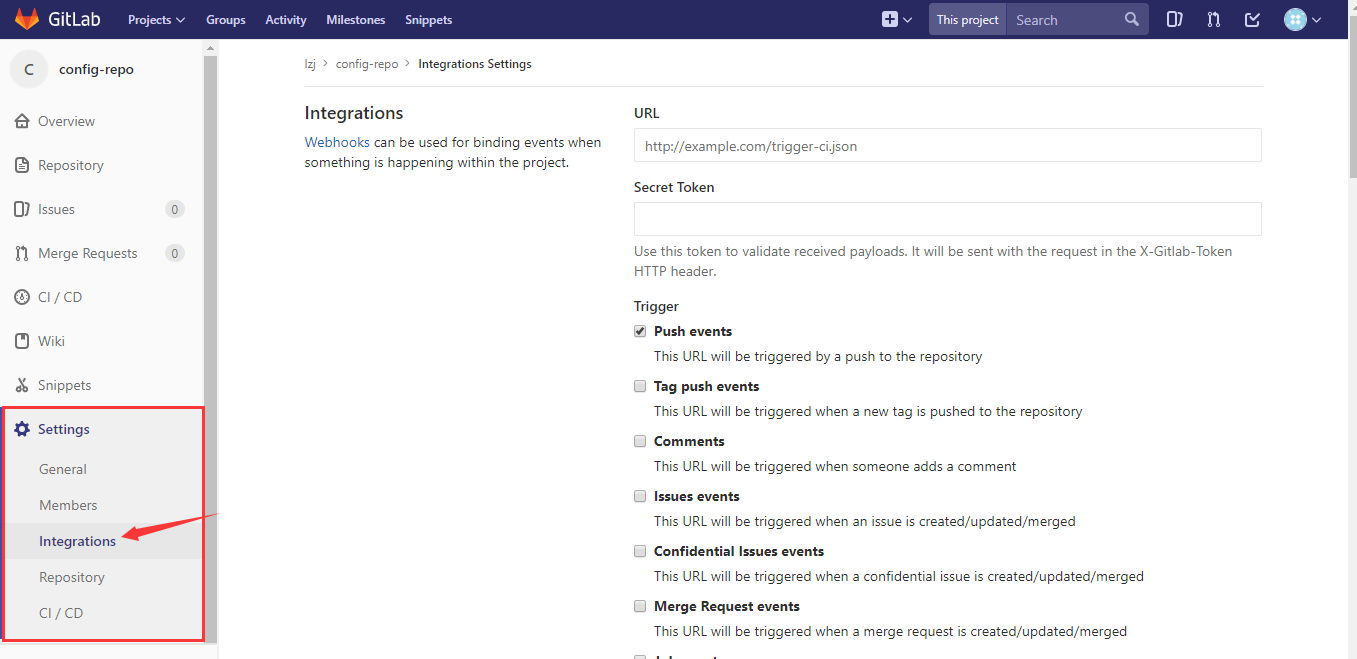 GitLab Projects Groups Activity Milestones Snippets This project Search
C config-repo
Overview
Repository
Issues 0
Merge Requests 0
CI / CD
Wiki
Snippets
Settings
General
Members
Integrations
Repository
CI / CD
lzj > config-repo > Integrations Settings
Integrations
Webhooks can be used for binding events when
something is happening within the project.
URL
http://example.com/trigger-ci.json
Secret Token
Use this token to validate received payloads. It will be sent with the request in the X-Gitlab-Token
HTTP header.
Trigger
Push events
This URL will be triggered by a push to the repository
Tag push events
This URL will be triggered when a new tag is pushed to the repository
Comments
This URL will be triggered when someone adds a comment
Issues events
This URL will be triggered when an issue is created/updated/merged
Confidential Issues events
This URL will be triggered when a confidential issue is created/updated/merged
Merge Request events
This URL will be triggered when a merge request is created/updated/merged